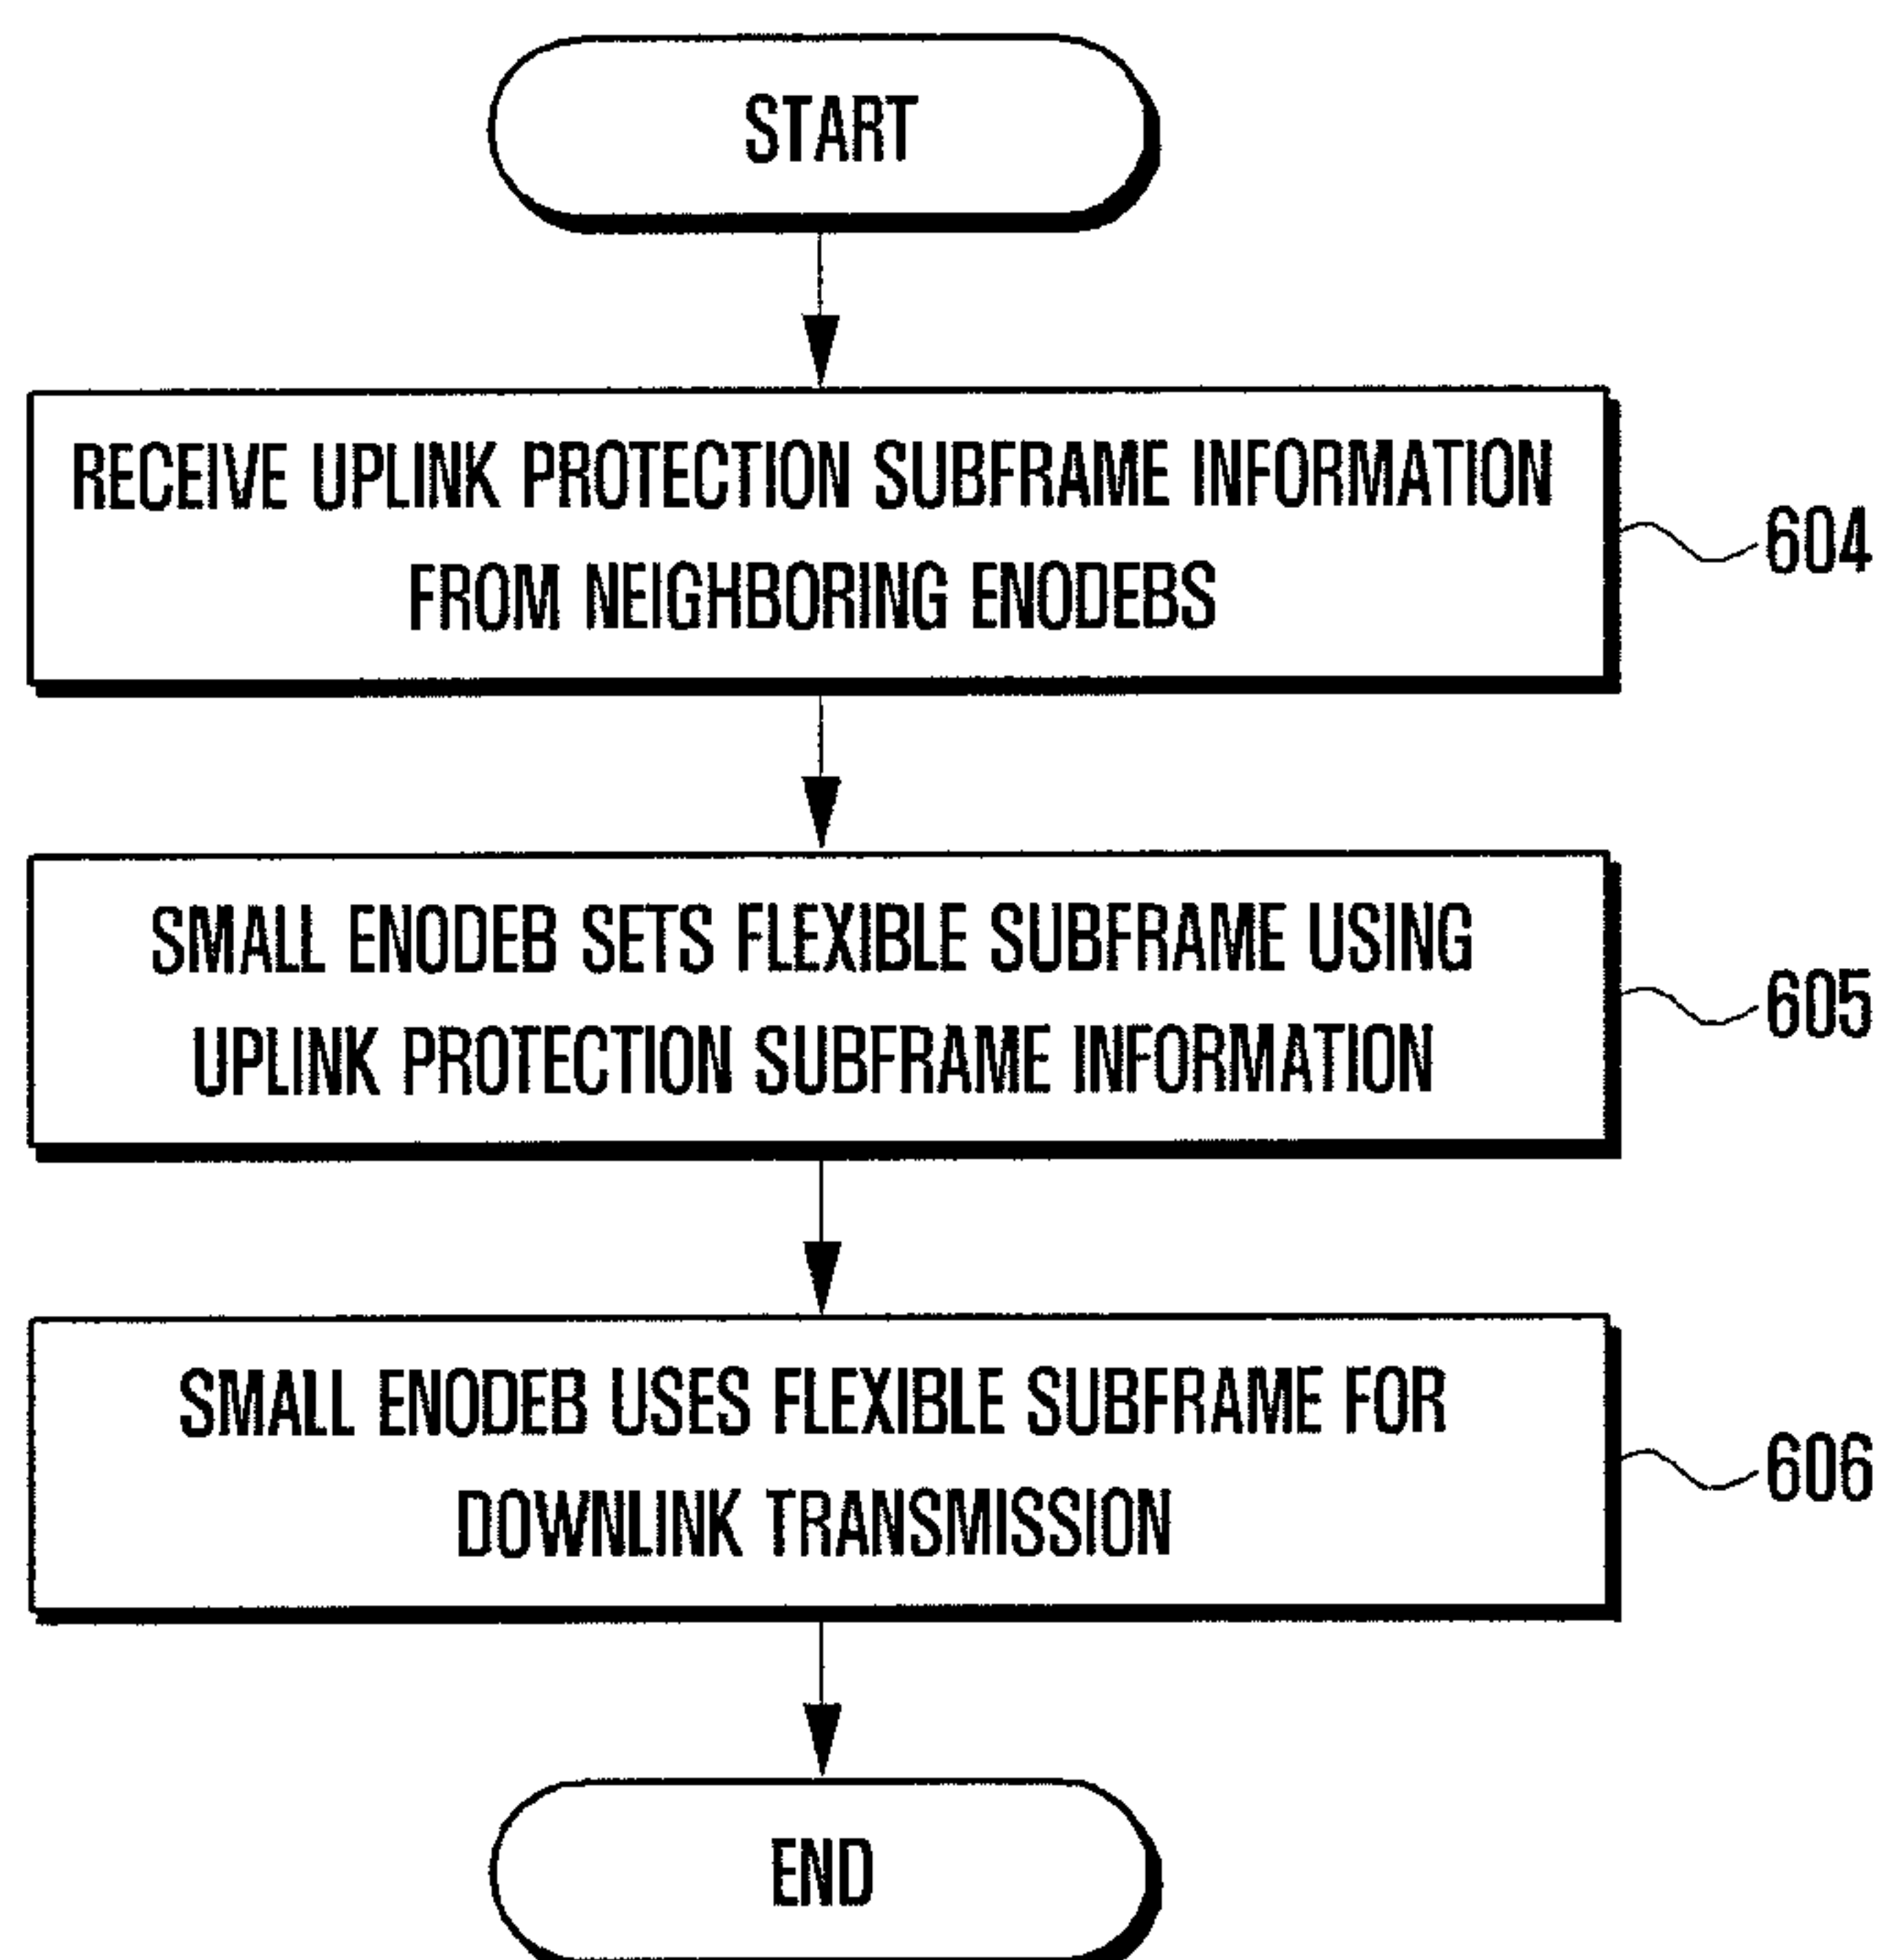 START
RECEIVE UPLINK PROTECTION SUBFRAME INFORMATION
FROM NEIGHBORING ENODEBS
604
SMALL ENODEB SETS FLEXIBLE SUBFRAME USING
UPLINK PROTECTION SUBFRAME INFORMATION
605
SMALL ENODEB USES FLEXIBLE SUBFRAME FOR
DOWNLINK TRANSMISSION
606
END